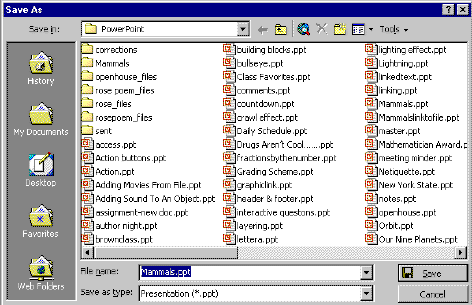 Save As
Save in: PowerPoint Tools
History
My Documents
Desktop
Favorites
Web Folders
corrections
Mammals
openhouse_files
rose poem_files
rose_files
rosepoem_files
sent
access.ppt
Action buttons.ppt
Action.ppt
Adding Movies From File.ppt
Adding Sound To An Object.ppt
assignment-new doc.ppt
author night.ppt
brownclass.ppt
building blocks.ppt
bullseye.ppt
Class Favorites.ppt
comments.ppt
countdown.ppt
crawl effect.ppt
Daily Schedule.ppt
Drugs Aren't Cool.......ppt
fractionsbythenumber.ppt
Grading Scheme.ppt
graphiclink.ppt
header & footer.ppt
interactive questons.ppt
layering.ppt
lettera.ppt
lighting effect.ppt
Lightning.ppt
linkedtext.ppt
linking.ppt
Mammals.ppt
Mammalslinktofile.ppt
master.ppt
Mathematician Award.p
meeting minder.ppt
Netiquette.ppt
New York State.ppt
notes.ppt
openhouse.ppt
Orbit.ppt
Our Nine Planets.ppt
File name: Mammals.ppt Save
Save as type: Presentation (*.ppt) Cancel